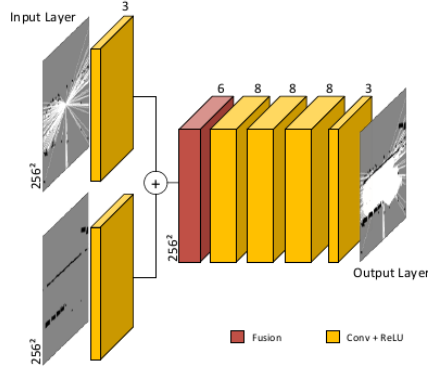 Input Layer
3
256²
+
6
8
8
8
3
256²
256²
Output Layer
Fusion
Conv + ReLU